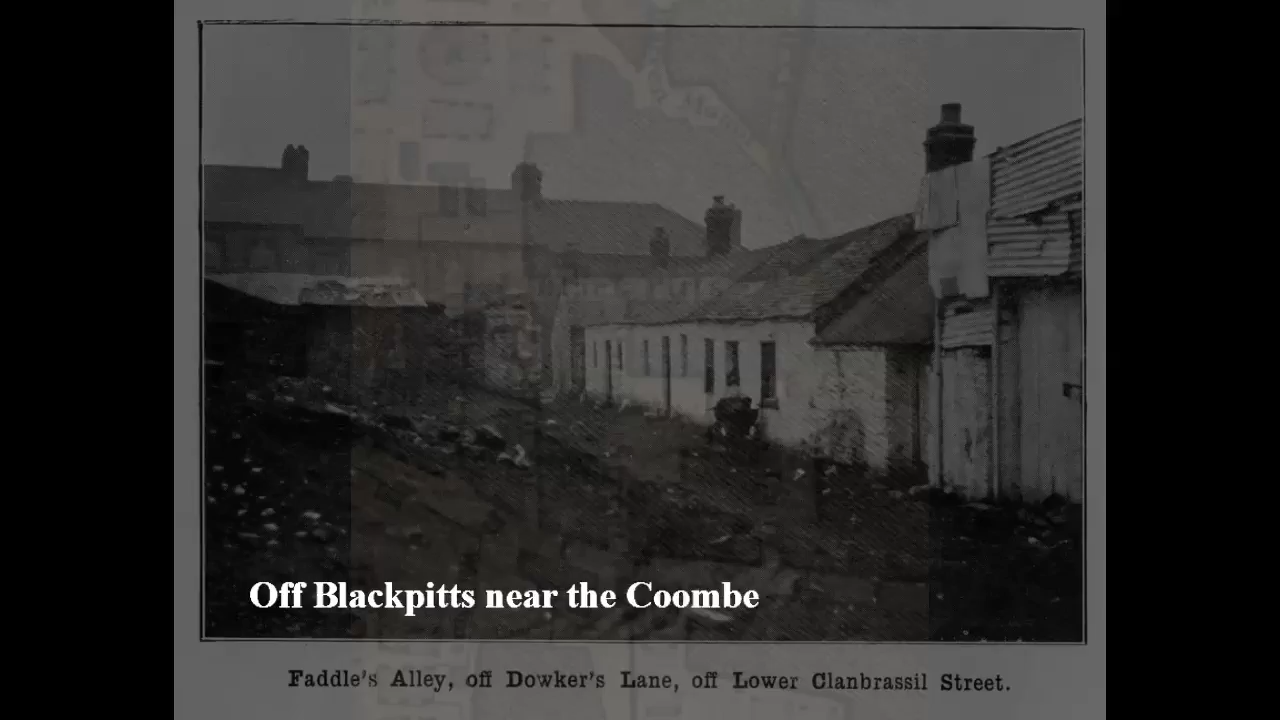 Off Blackpitts near the Coombe
Faddle's Alley, off Dowker's Lane, off Lower Clanbrassil Street.